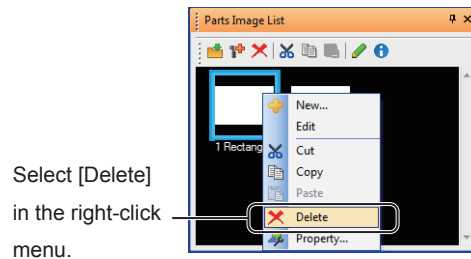 Parts Image List
New...
Edit
1 Rectang
Cut
Copy
Paste
Delete
Property...
Select [Delete]
in the right-click
menu.